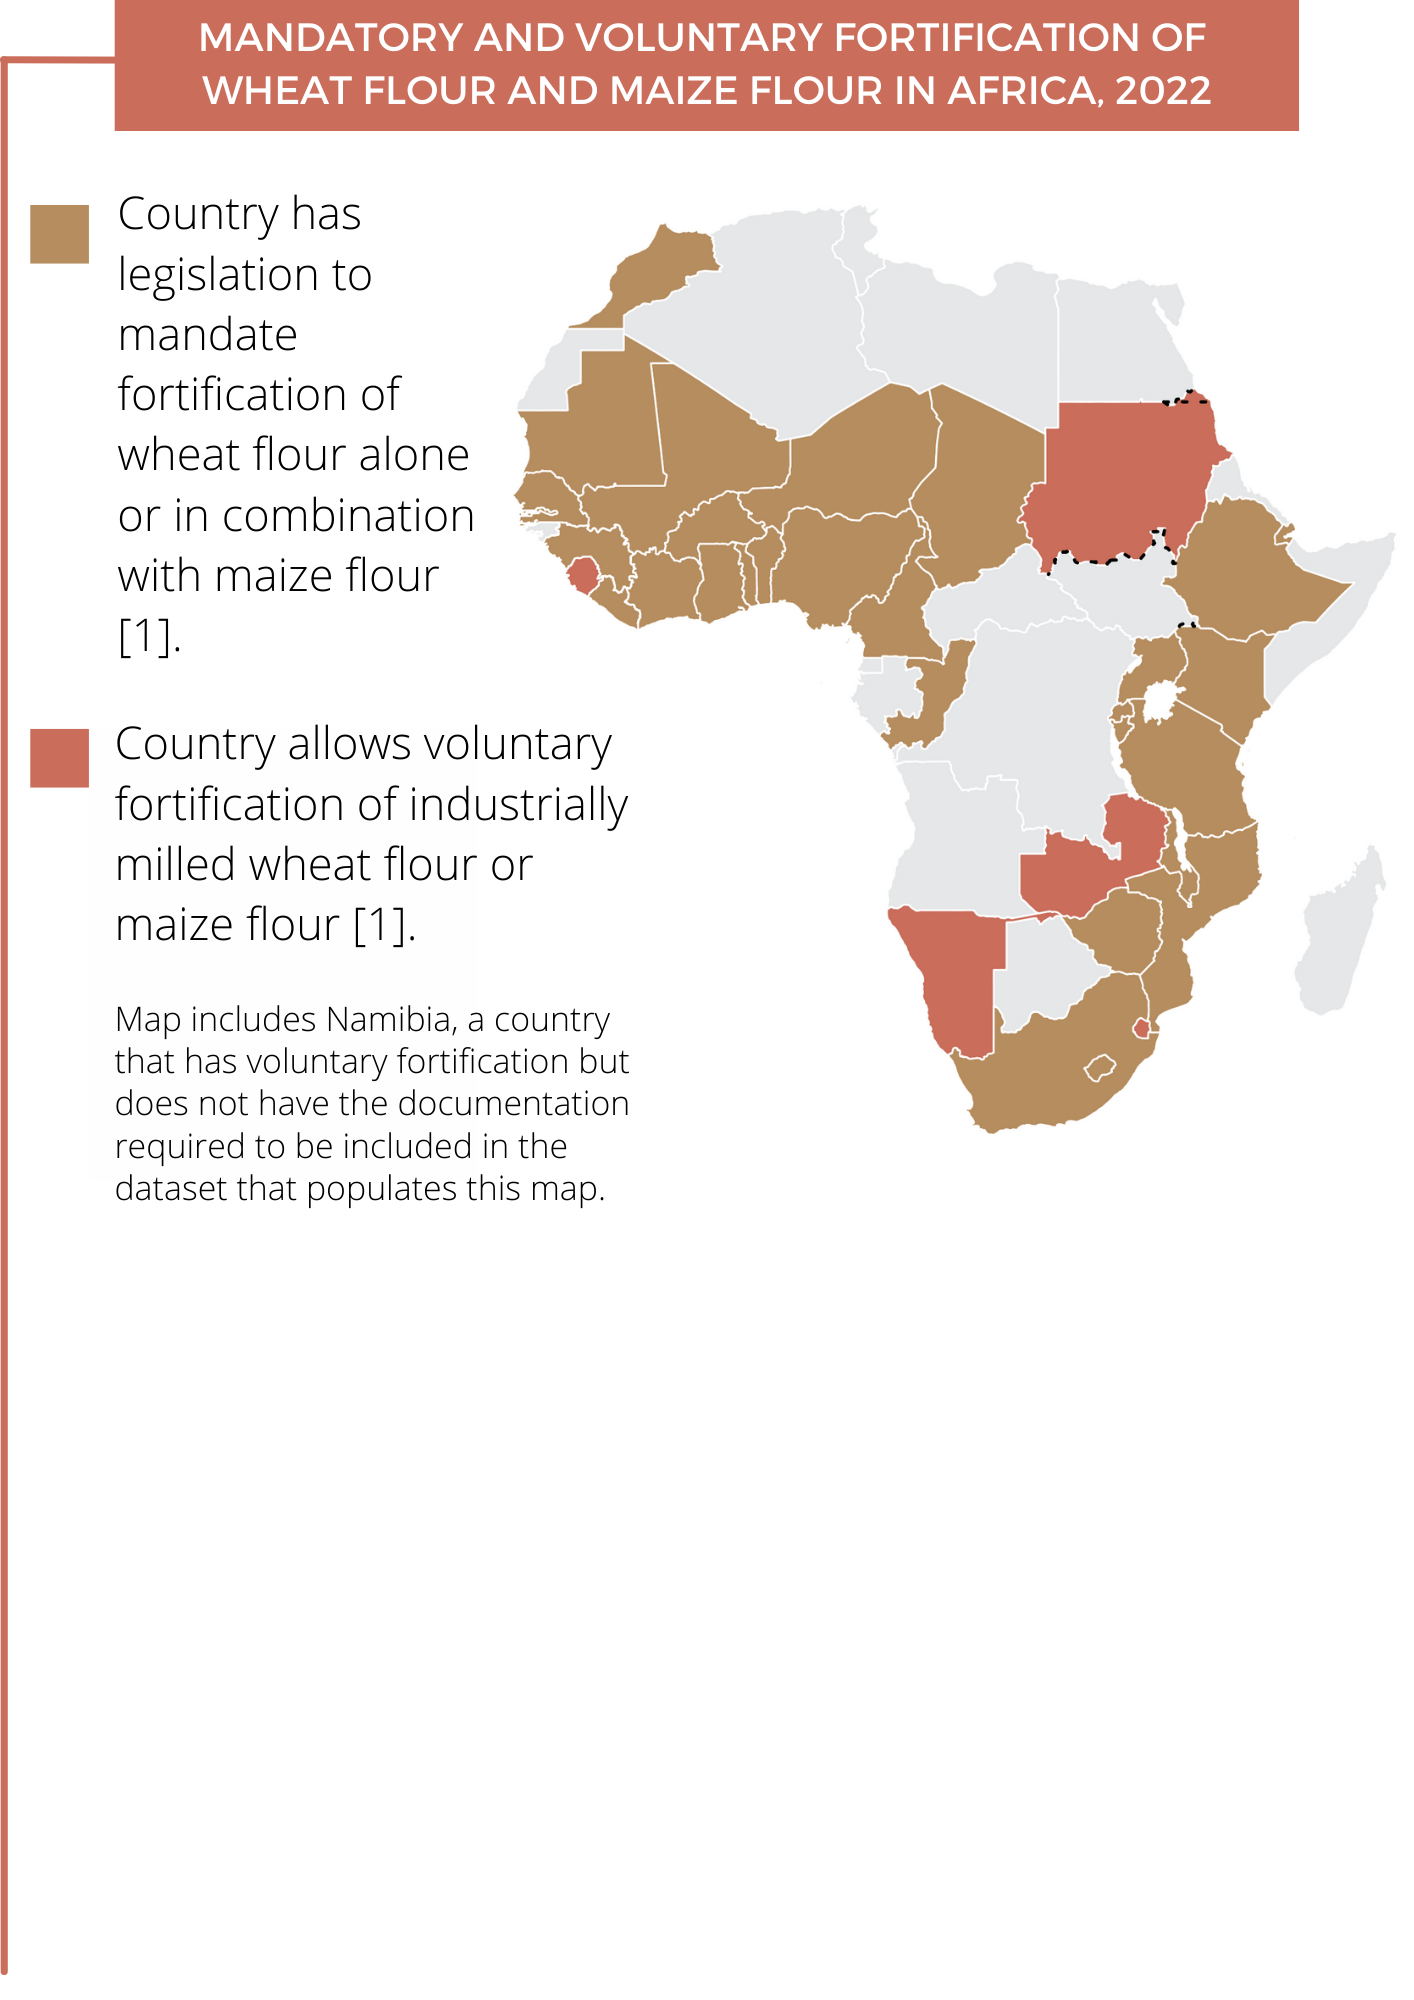 MANDATORY AND VOLUNTARY FORTIFICATION OF
WHEAT FLOUR AND MAIZE FLOUR IN AFRICA, 2022
Country has
legislation to
mandate
fortification of
wheat flour alone
or in combination
with maize flour
[1].
Country allows voluntary
fortification of industrially
milled wheat flour or
maize flour [1].
Map includes Namibia, a country
that has voluntary fortification but
does not have the documentation
required to be included in the
dataset that populates this map.